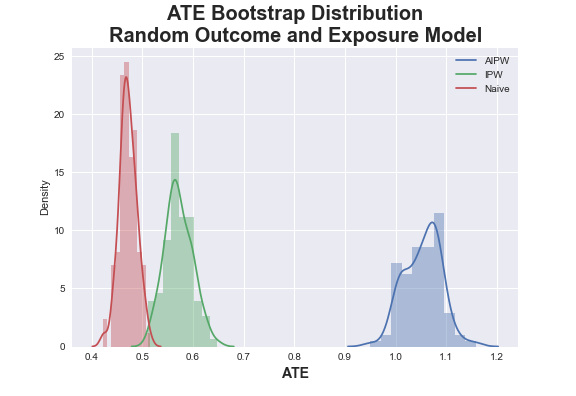 ATE Bootstrap Distribution
Random Outcome and Exposure Model
AIPW
IPW
Naive
Density
25
20
15
10
5
0
0.4 0.5 0.6 0.7 0.8 0.9 1.0 1.1 1.2
ATE